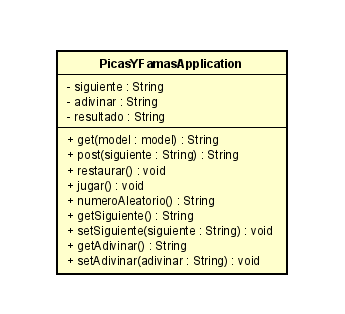 PicasYFamasApplication
- siguiente : String
- adivinar : String
- resultado : String
+ get(model : model) : String
+ post(siguiente : String) : String
+ restaurar() : void
+ jugar() : void
+ numeroAleatorio() : String
+ getSiguiente() : String
+ setSiguiente(siguiente : String) : void
+ getAdivinar() : String
+ setAdivinar(adivinar : String) : void